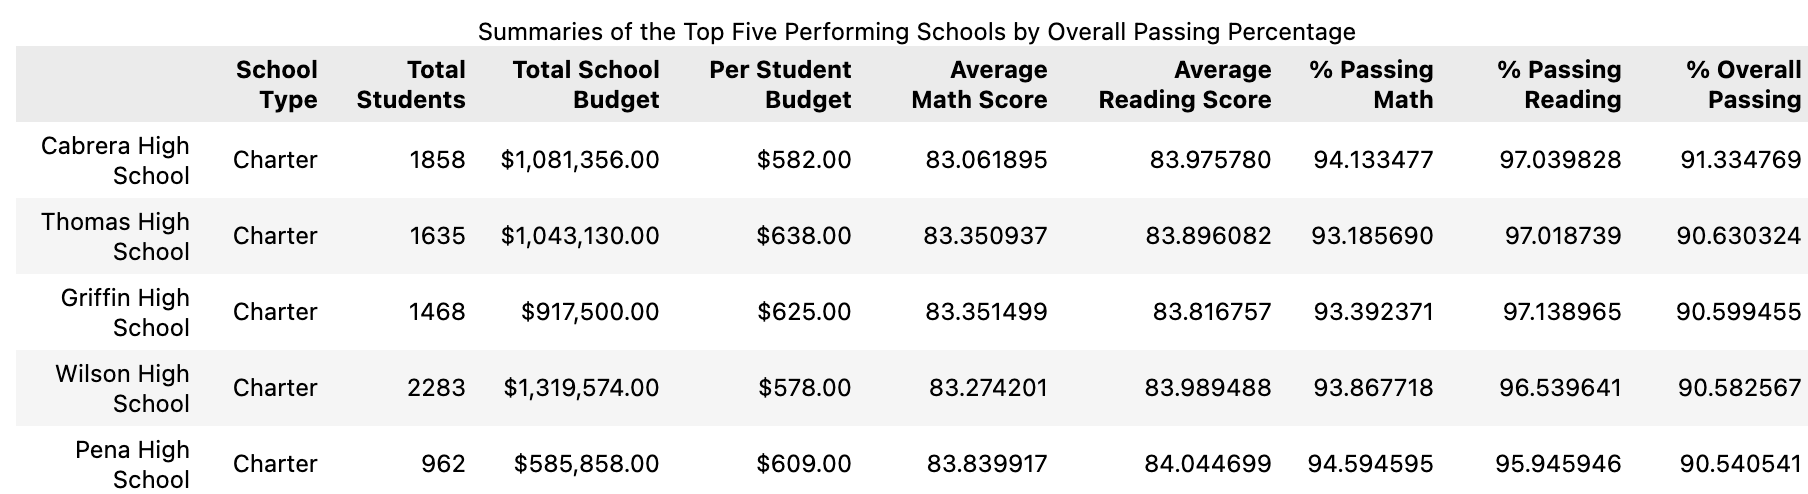 Summaries of the Top Five Performing Schools by Overall Passing Percentage
School Type Total Students Total School Budget Per Student Budget Average Math Score Average Reading Score % Passing Math % Passing Reading % Overall Passing
Cabrera High School Charter 1858 $1,081,356.00 $582.00 83.061895 83.975780 94.133477 97.039828 91.334769
Thomas High School Charter 1635 $1,043,130.00 $638.00 83.350937 83.896082 93.185690 97.018739 90.630324
Griffin High School Charter 1468 $917,500.00 $625.00 83.351499 83.816757 93.392371 97.138965 90.599455
Wilson High School Charter 2283 $1,319,574.00 $578.00 83.274201 83.989488 93.867718 96.539641 90.582567
Pena High School Charter 962 $585,858.00 $609.00 83.839917 84.044699 94.594595 95.945946 90.540541